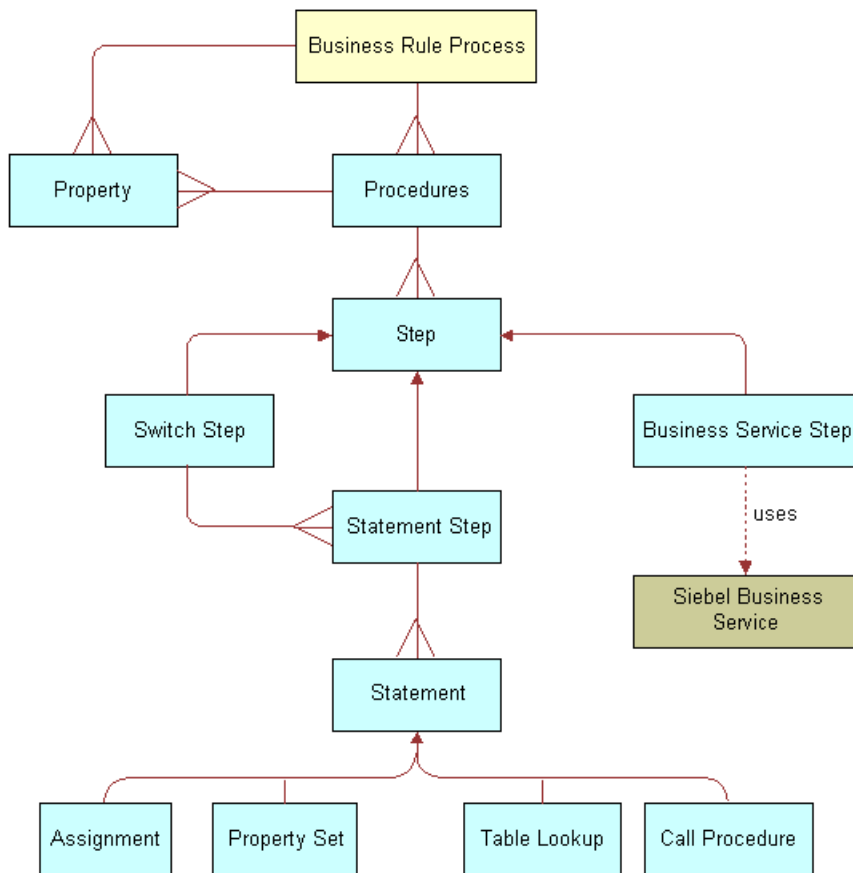 Business Rule Process
Property
Procedures
Step
Switch Step
Business Service Step
Statement Step
uses
Siebel Business
Service
Statement
Assignment
Property Set
Table Lookup
Call Procedure